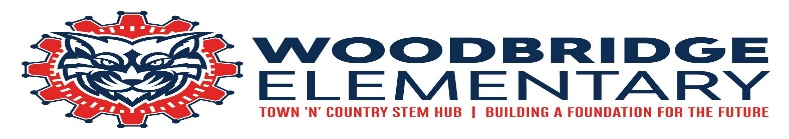 WOODBRIDGE
ELEMENTARY
TOWN 'N' COUNTRY STEM HUB | BUILDING A FOUNDATION FOR THE FUTURE